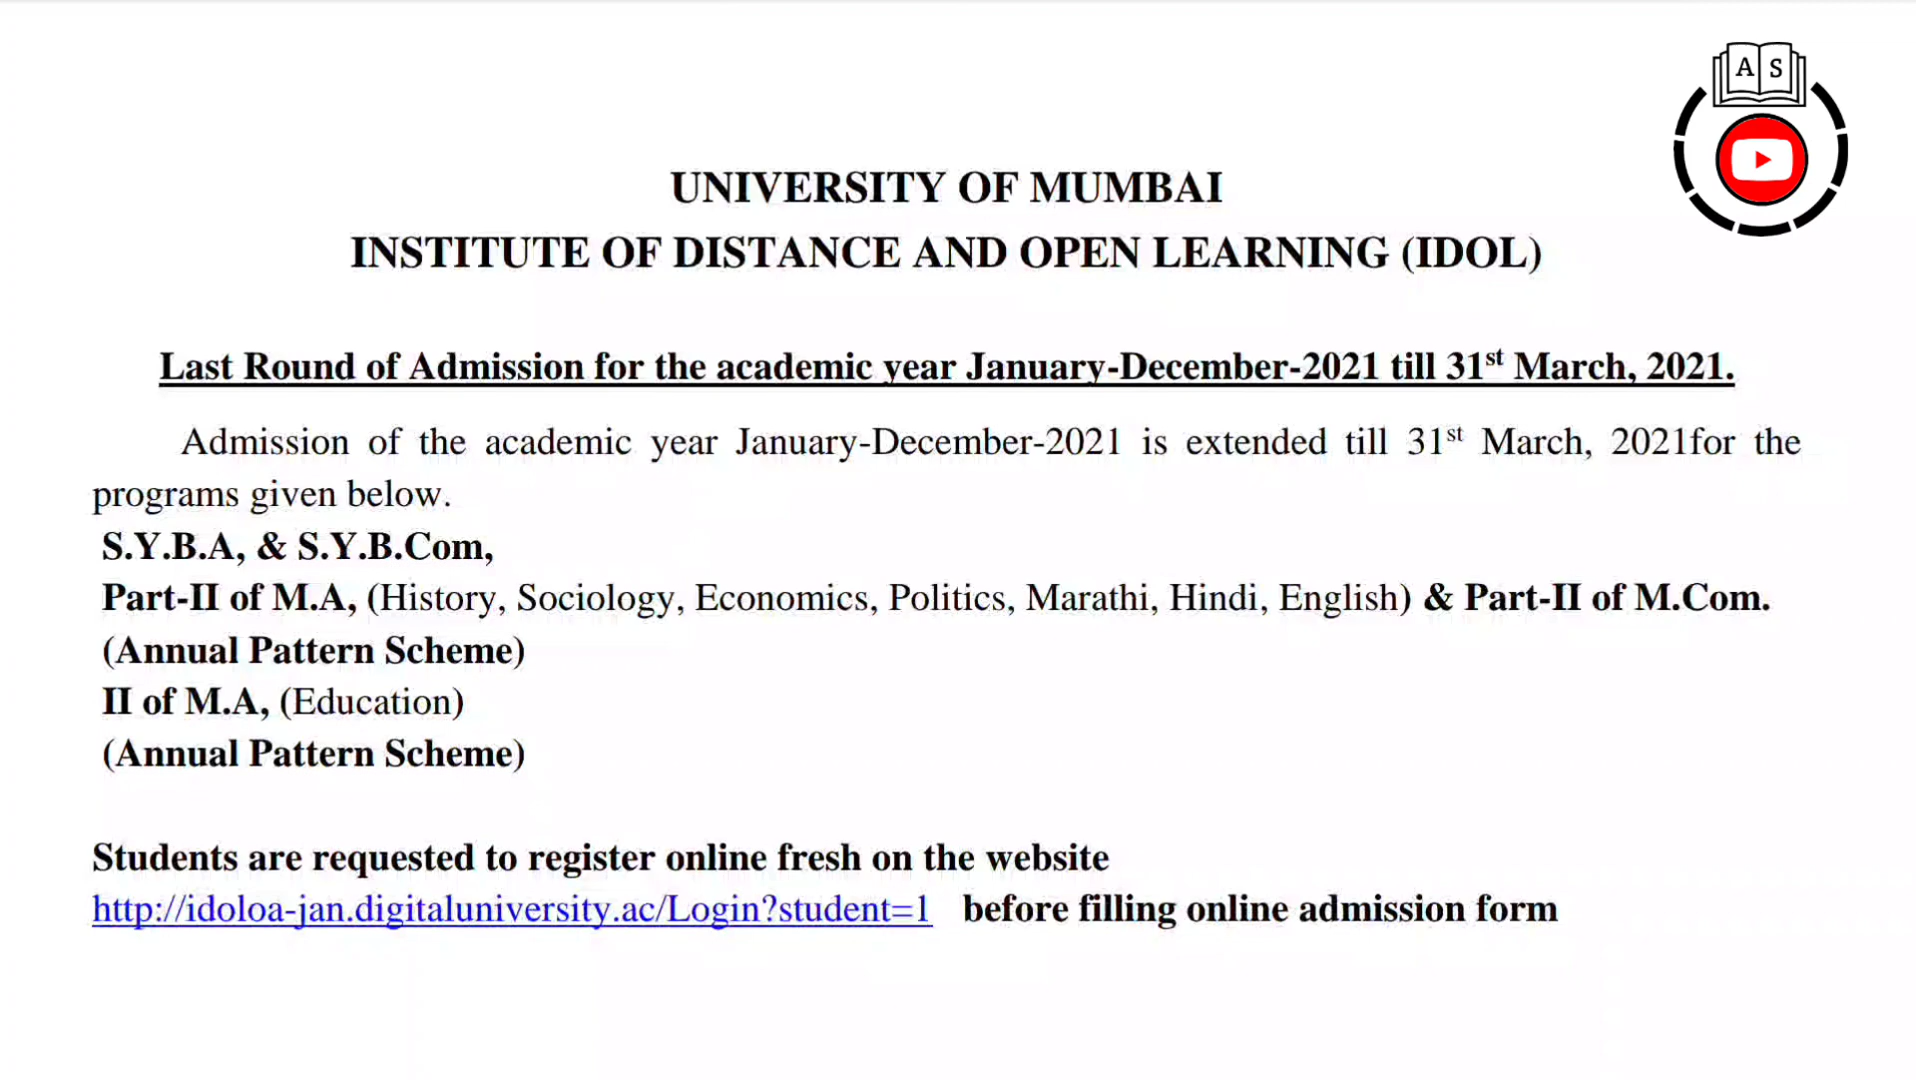 A S
UNIVERSITY OF MUMBAI
INSTITUTE OF DISTANCE AND OPEN LEARNING (IDOL)
Last Round of Admission for the academic year January-December-2021 till 31st March, 2021.
Admission of the academic year January-December-2021 is extended till 31st March, 2021for the
programs given below.
S.Y.B.A, & S.Y.B.Com,
Part-II of M.A, (History, Sociology, Economics, Politics, Marathi, Hindi, English) & Part-II of M.Com.
(Annual Pattern Scheme)
II of M.A, (Education)
(Annual Pattern Scheme)
Students are requested to register online fresh on the website
http://idoloa-jan.digitaluniversity.ac/Login?student=1 before filling online admission form